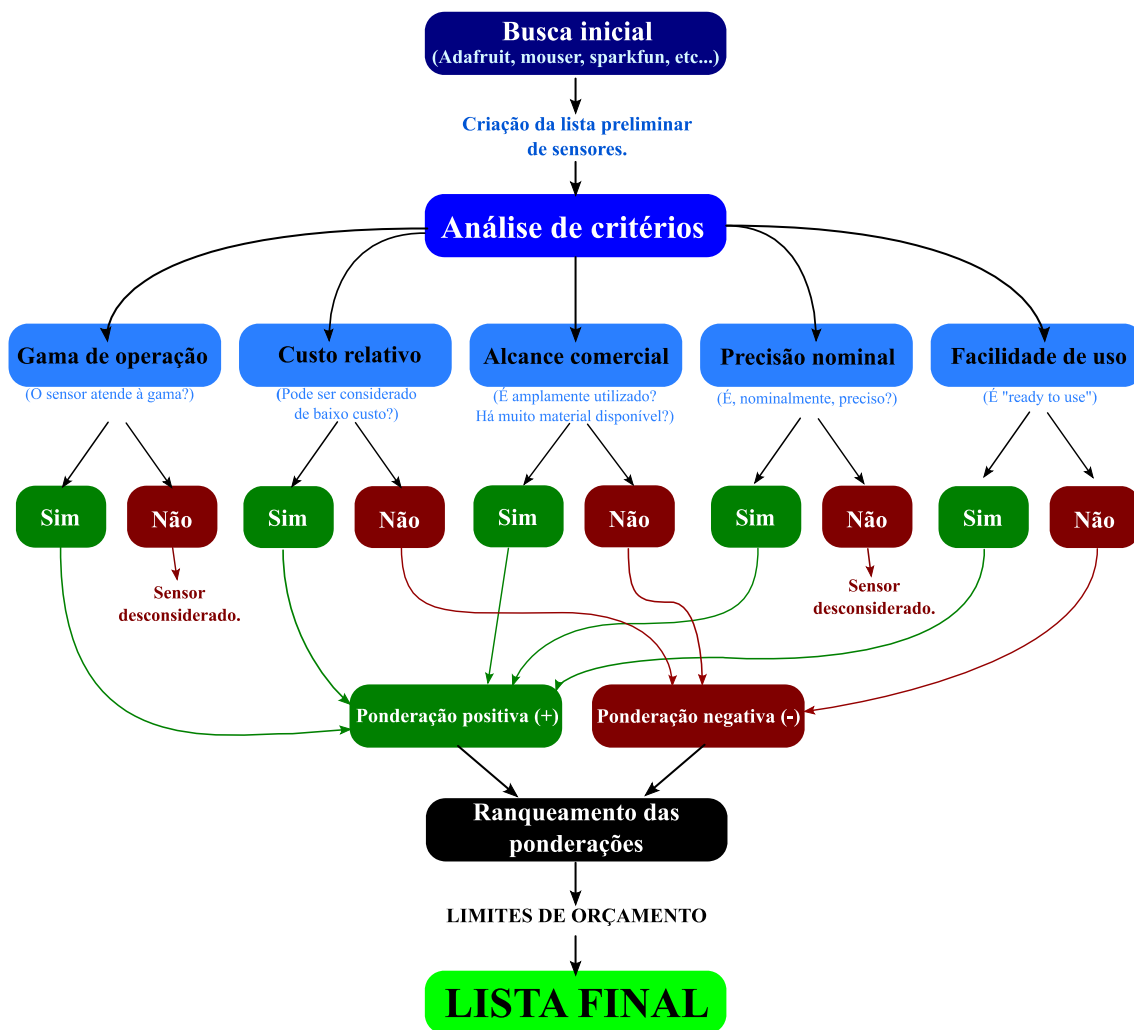 Busca inicial
(Adafruit, mouser, sparkfun, etc...)
Criação da lista preliminar
de sensores.
Análise de critérios
Gama de operação
(O sensor atende à gama?)
Custo relativo
(Pode ser considerado
de baixo custo?)
Alcance comercial
(É amplamente utilizado?
Há muito material disponível?)
Precisão nominal
(É, nominalmente, preciso?)
Facilidade de uso
(É "ready to use")
Sim
Não
Sim
Não
Sim
Não
Sim
Não
Sim
Não
Sensor
desconsiderado.
Sensor
desconsiderado.
Ponderação positiva (+)
Ponderação negativa (-)
Ranqueamento das
ponderações
LIMITES DE ORÇAMENTO
LISTA FINAL